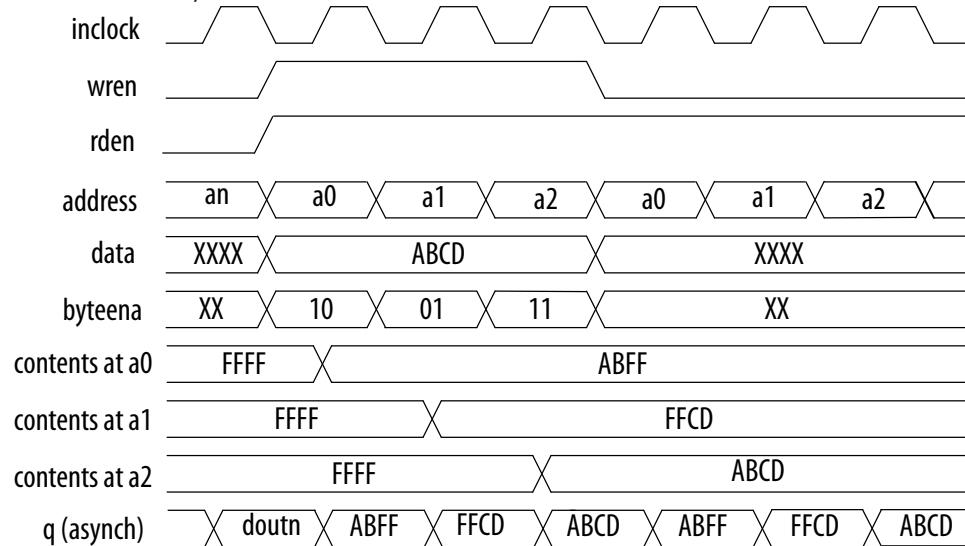 inclock
wren
rden
address an a0 a1 a2 a0 a1 a2
data XXXX ABCD XXXX
byteena XX 10 01 11 XX
contents at a0 FFFF ABFF
contents at a1 FFFF FFCD
contents at a2 FFFF ABCD
q (asynch) doutn ABFF FFCD ABCD ABFF FFCD ABCD